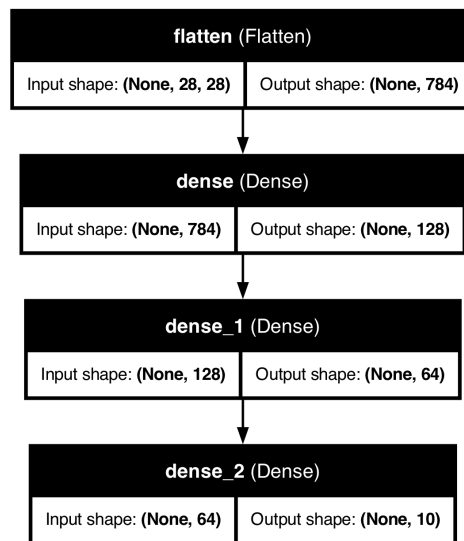 flatten (Flatten)
Input shape: (None, 28, 28) Output shape: (None, 784)
dense (Dense)
Input shape: (None, 784) Output shape: (None, 128)
dense_1 (Dense)
Input shape: (None, 128) Output shape: (None, 64)
dense_2 (Dense)
Input shape: (None, 64) Output shape: (None, 10)